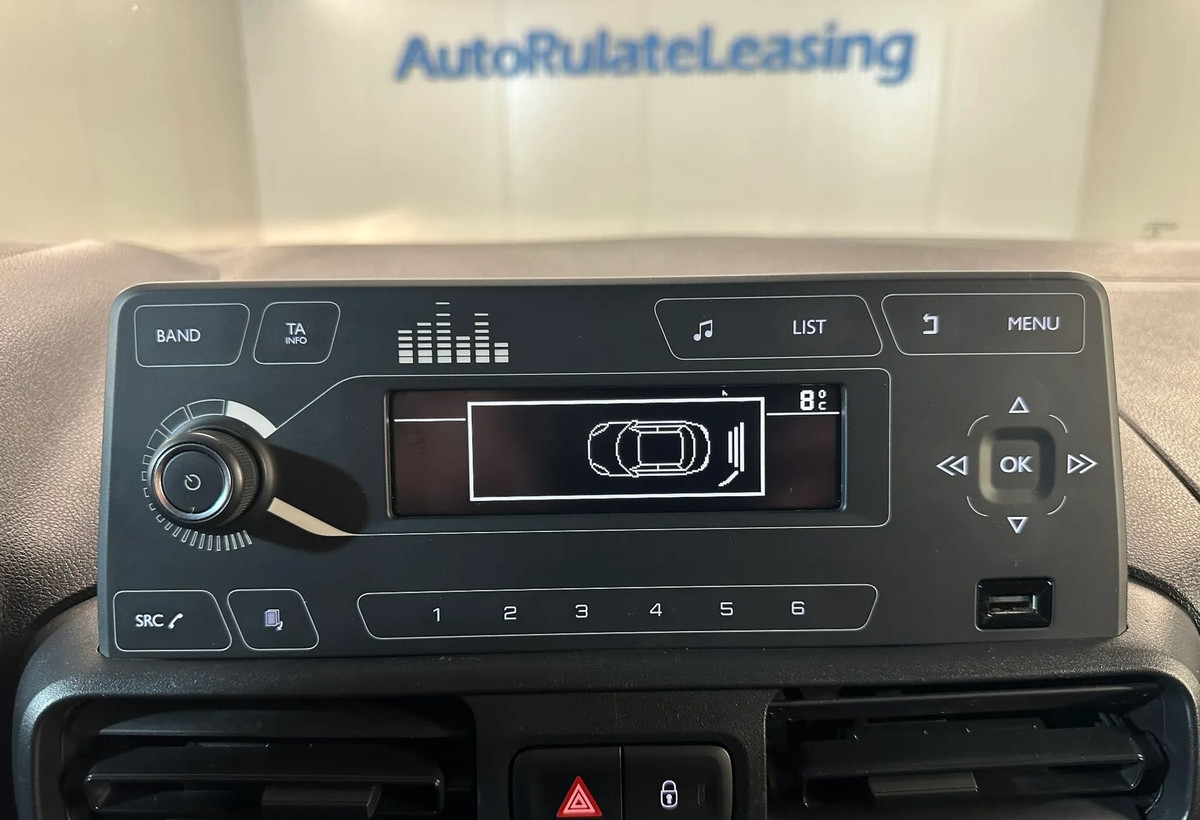 AutoRulateLeasing
BAND
TA
INFO
LIST
MENU
8°C
OK
SRC
1 2 3 4 5 6